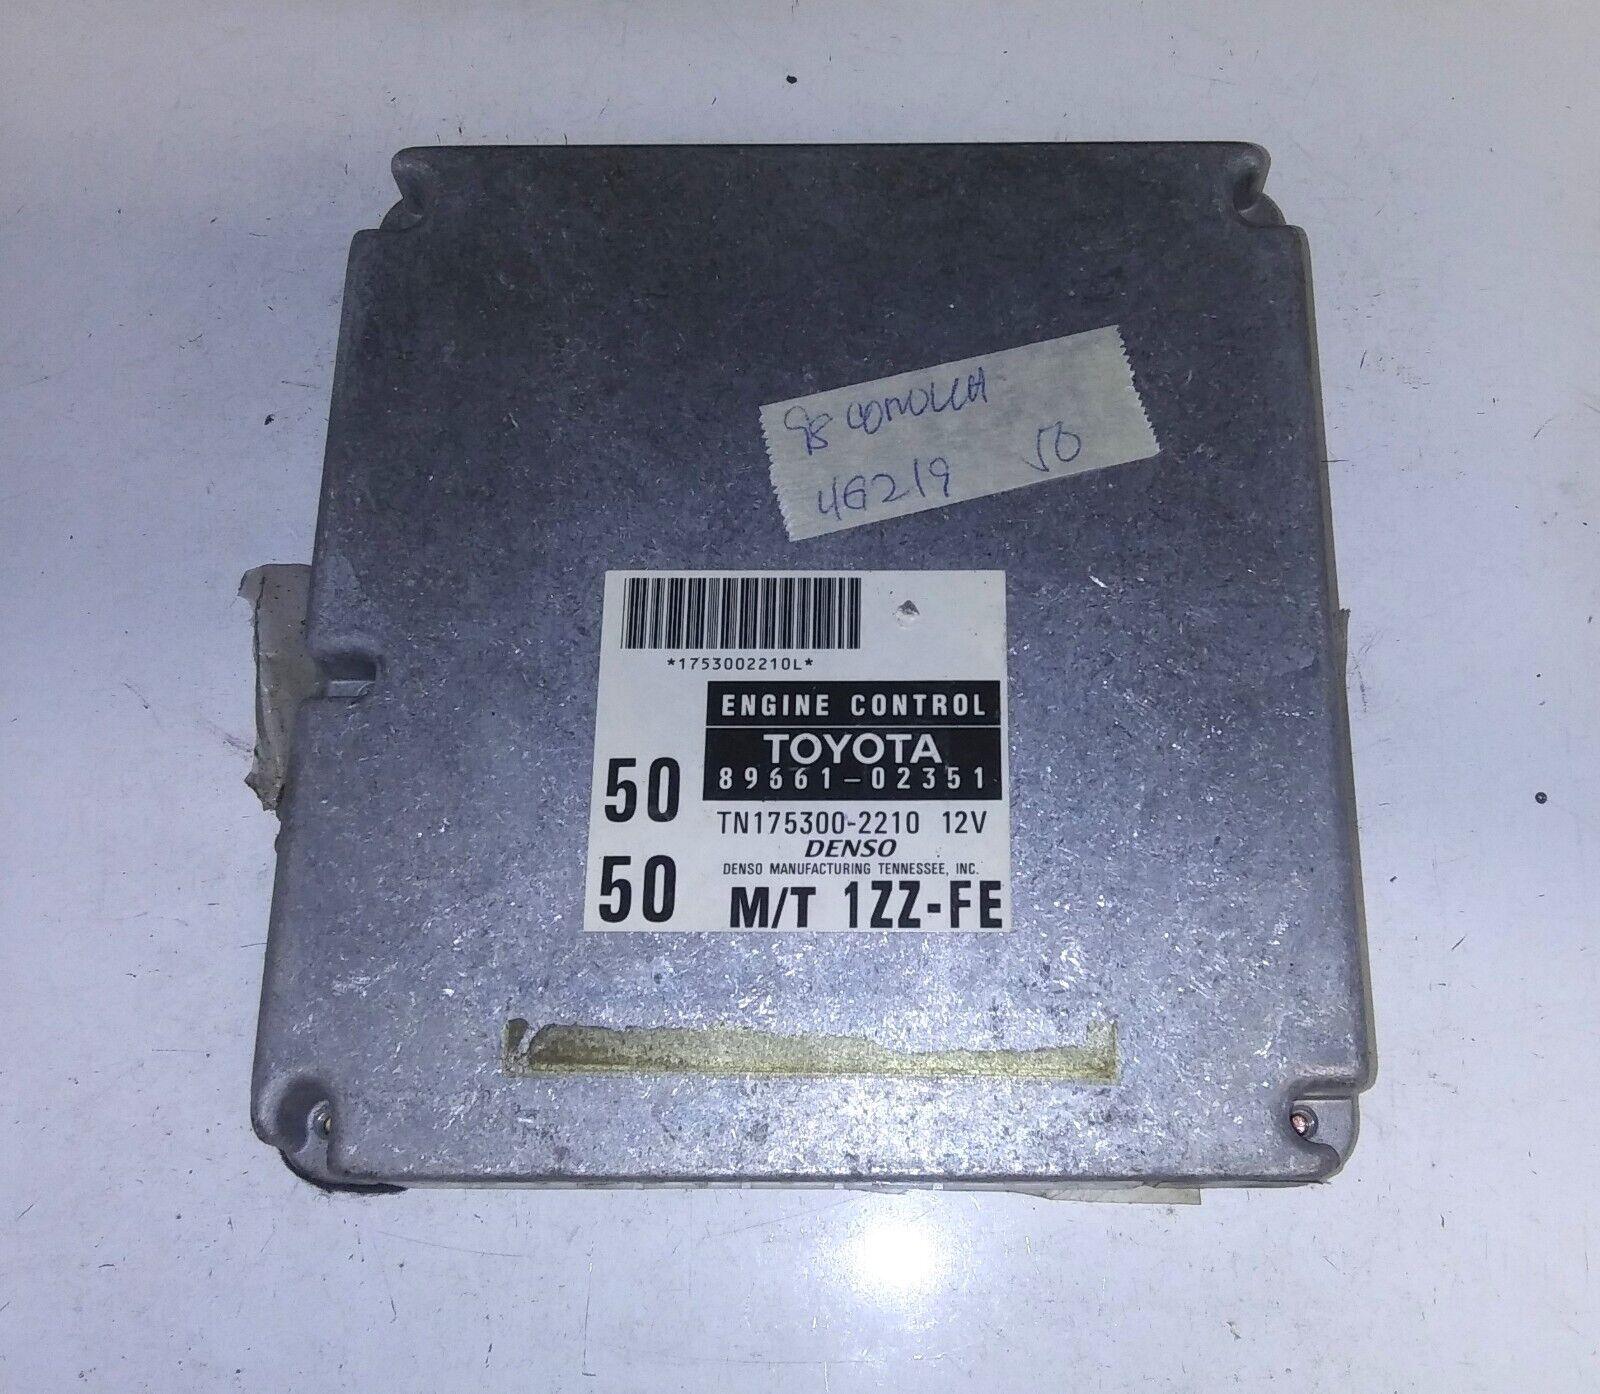 98 COROLLA
4G219 50
*1753002210L*
ENGINE CONTROL
TOYOTA
89661-02351
50
TN175300-2210 12V
DENSO
DENSO MANUFACTURING TENNESSEE, INC.
50
M/T 1ZZ-FE